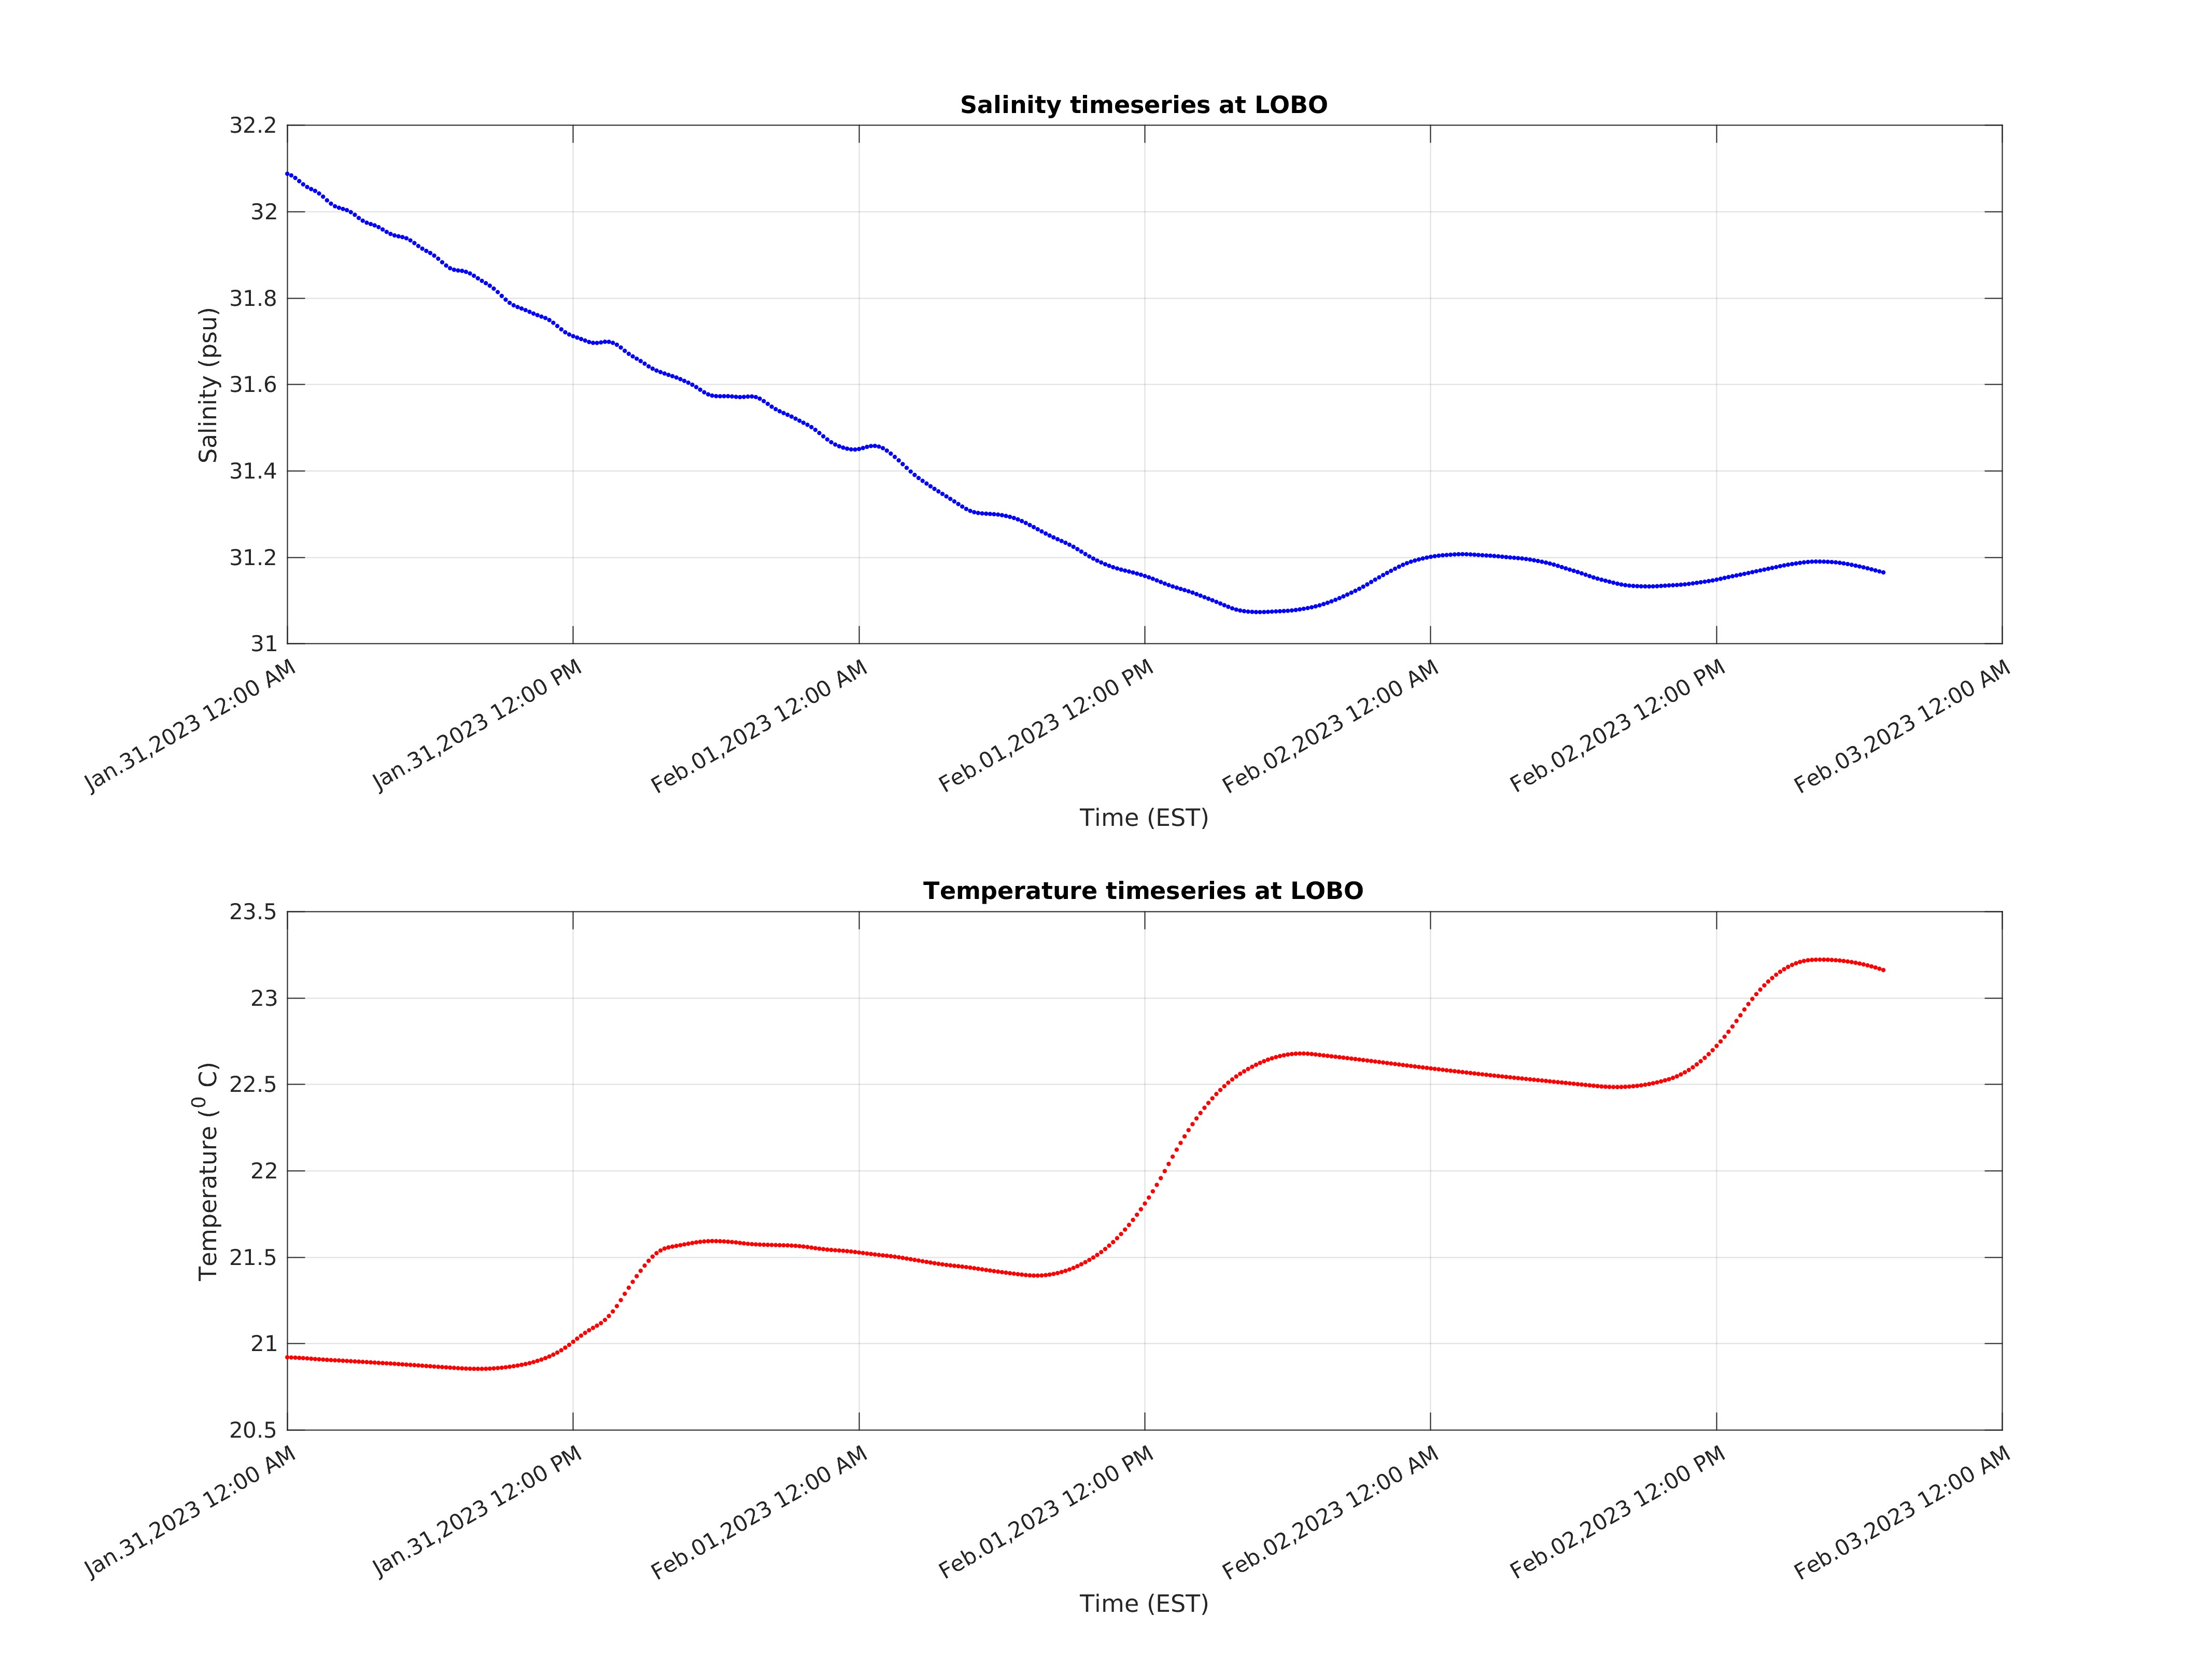 Salinity timeseries at LOBO
Salinity (psu)
32.2
32
31.8
31.6
31.4
31.2
31
Jan.31,2023 12:00 AM
Jan.31,2023 12:00 PM
Feb.01,2023 12:00 AM
Feb.01,2023 12:00 PM
Feb.02,2023 12:00 AM
Feb.02,2023 12:00 PM
Feb.03,2023 12:00 AM
Time (EST)
Temperature timeseries at LOBO
Temperature (⁰ C)
23.5
23
22.5
22
21.5
21
20.5
Jan.31,2023 12:00 AM
Jan.31,2023 12:00 PM
Feb.01,2023 12:00 AM
Feb.01,2023 12:00 PM
Feb.02,2023 12:00 AM
Feb.02,2023 12:00 PM
Feb.03,2023 12:00 AM
Time (EST)